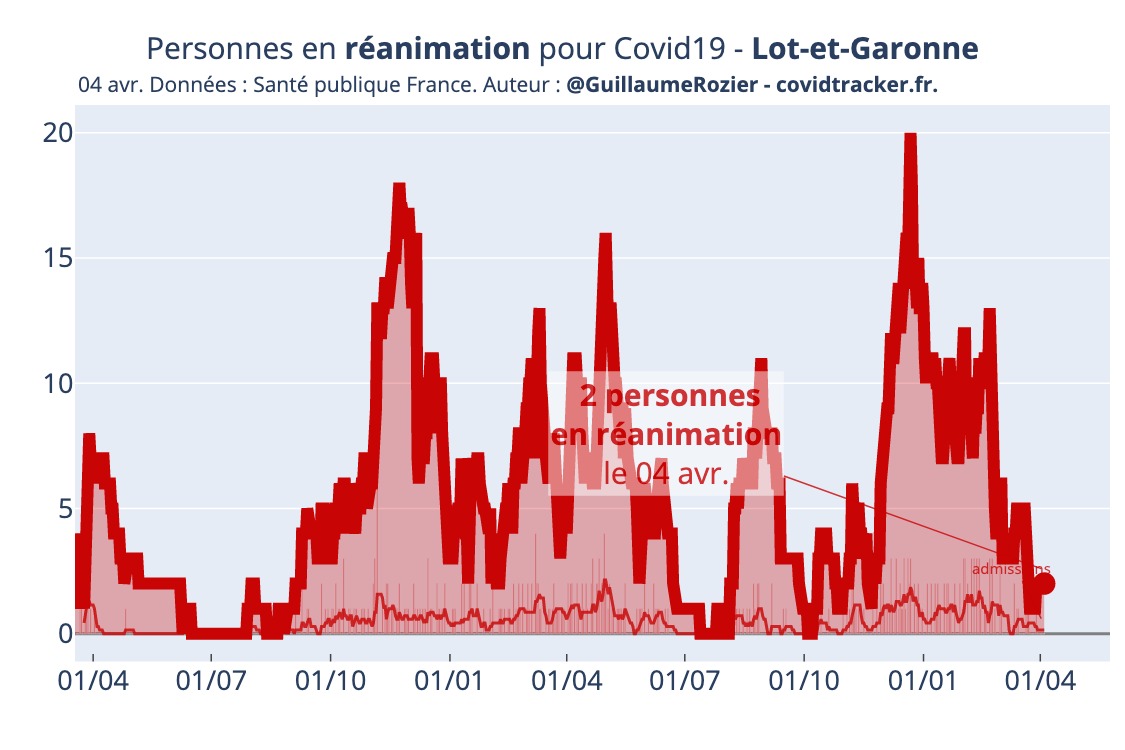 Personnes en réanimation pour Covid19 - Lot-et-Garonne
04 avr. Données : Santé publique France. Auteur : @GuillaumeRozier - covidtracker.fr.
20
15
10
5
0
2 personnes
en réanimation
le 04 avr.
admissions
01/04
01/07
01/10
01/01
01/04
01/07
01/10
01/01
01/04